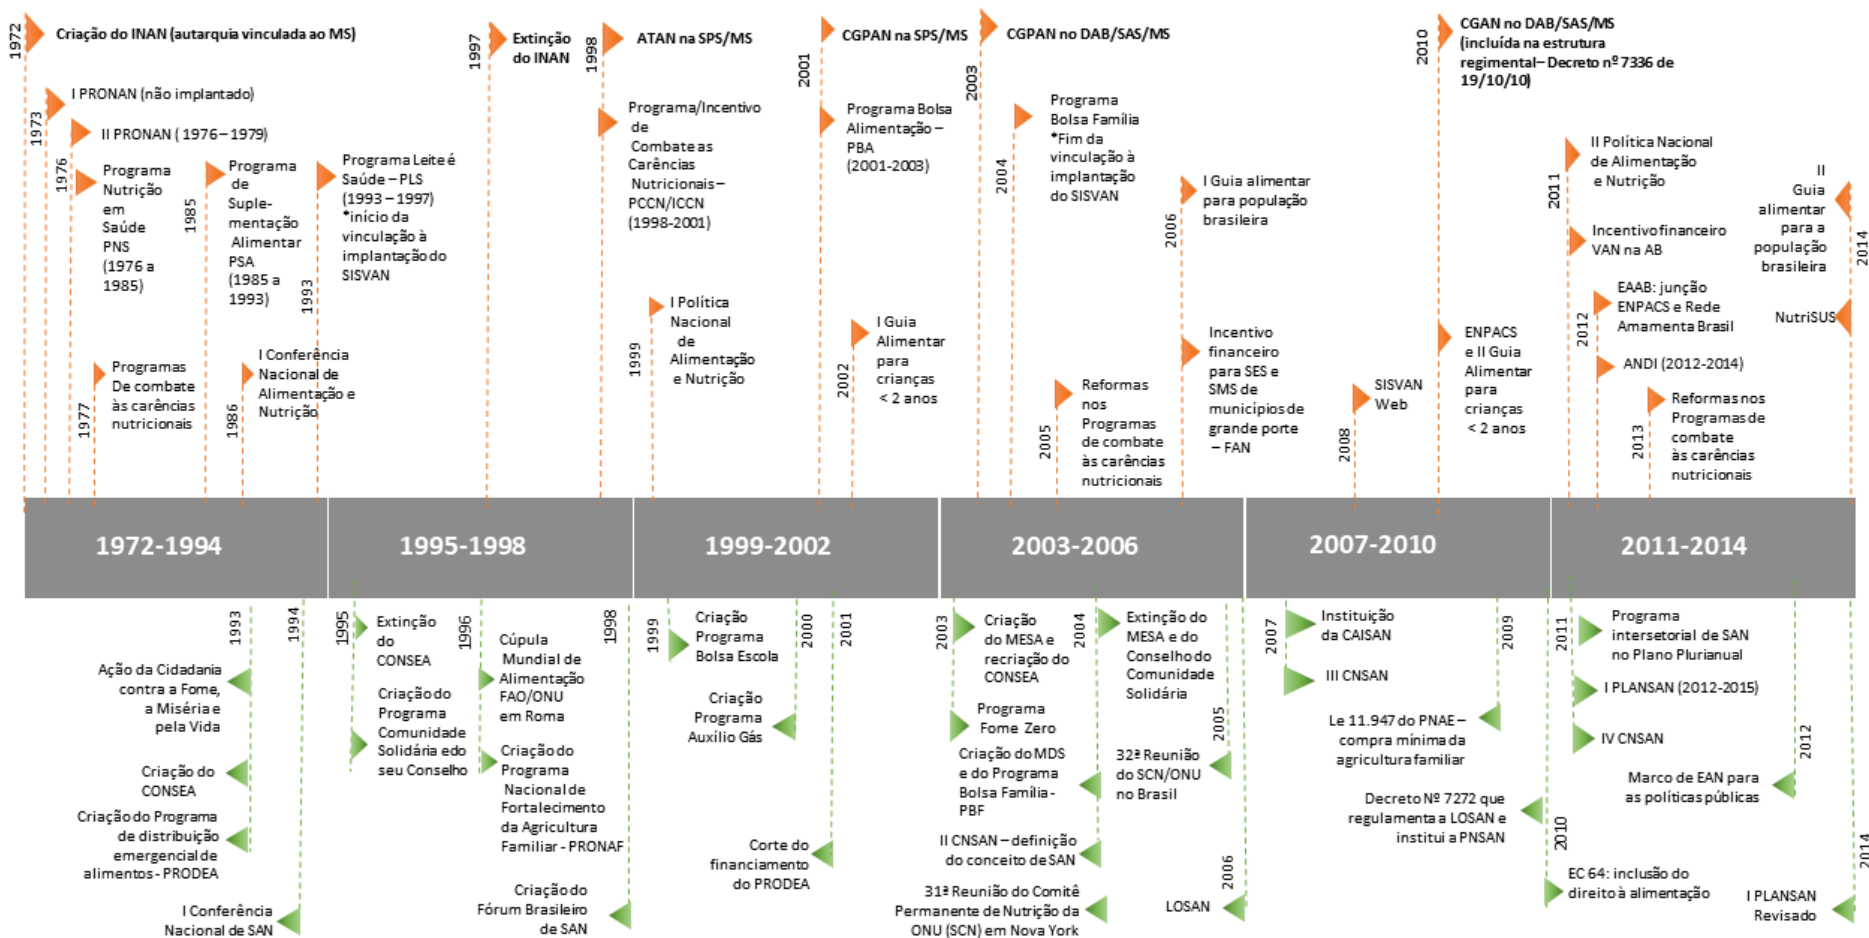 1972
Criação do INAN (autarquia vinculada ao MS)
1973
I PRONAN (não implantado)
1976
II PRONAN ( 1976 – 1979)
Programa
Nutrição
em
Saúde
PNS
(1976 a
1985)
1977
Programas
De combate
às carências
nutricionais
1985
Programa
de
Suple-
mentação
Alimentar
PSA
(1985 a
1993)
1986
I Conferência
Nacional de
Alimentação e
Nutrição
1993
Programa Leite é
Saúde – PLS
(1993 – 1997)
*início da
vinculação à
implantação do
SISVAN
1997
Extinção
do INAN
1998
ATAN na SPS/MS
Programa/Incentivo
de
Combate as
Carências
Nutricionais –
PCCN/ICCN
(1998-2001)
1999
I Política
Nacional
de
Alimentação
e Nutrição
2001
CGPAN na SPS/MS
Programa Bolsa
Alimentação –
PBA
(2001-2003)
2002
I Guia
Alimentar
para
crianças
< 2 anos
2003
CGPAN no DAB/SAS/MS
2004
Programa
Bolsa Família
*Fim da
vinculação à
implantação
do SISVAN
2005
Reformas
nos
Programas
de combate
às carências
nutricionais
2006
I Guia alimentar
para população
brasileira
Incentivo
financeiro
para SES e
SMS de
municípios de
grande porte
– FAN
2008
SISVAN
Web
2010
CGAN no DAB/SAS/MS
(incluída na estrutura
regimental– Decreto nº 7336 de
19/10/10)
ENPACS
e II Guia
Alimentar
para
crianças
< 2 anos
2011
II Política Nacional
de Alimentação
e Nutrição
Incentivo financeiro
VAN na AB
2012
EAAB: junção
ENPACS e Rede
Amamenta Brasil
ANDI (2012-2014)
2013
Reformas nos
Programas de
combate
às carências
nutricionais
2014
II
Guia
alimentar
para a
população
brasileira
NutriSUS
1972-1994
1995-1998
1999-2002
2003-2006
2007-2010
2011-2014
1993
Ação da Cidadania
contra a Fome,
a Miséria e
pela Vida
Criação do
CONSEA
Criação do Programa
de distribuição
emergencial de
alimentos - PRODEA
1994
I Conferência
Nacional de SAN
1995
Extinção
do
CONSEA
Criação do
Programa
Comunidade
Solidária e do
seu Conselho
1996
Cúpula
Mundial de
Alimentação
FAO/ONU
em Roma
Criação do
Programa
Nacional de
Fortalecimento
da Agricultura
Familiar - PRONAF
1998
Criação do
Fórum Brasileiro
de SAN
1999
Criação
Programa
Bolsa Escola
2000
Criação
Programa
Auxílio Gás
2001
Corte do
financiamento
do PRODEA
2003
Criação
do MESA e
recriação do
CONSEA
Programa
Fome Zero
2004
Extinção do
MESA e do
Conselho do
Comunidade
Solidária
Criação do MDS
e do Programa
Bolsa Família -
PBF
II CNSAN – definição
do conceito de SAN
31ª Reunião do Comitê
Permanente de Nutrição da
ONU (SCN) em Nova York
2005
32ª Reunião
do SCN/ONU
no Brasil
2006
LOSAN
2007
Instituição
da CAISAN
III CNSAN
2009
Le 11.947 do PNAE –
compra mínima da
agricultura familiar
2010
Decreto Nº 7272 que
regulamenta a LOSAN e
institui a PNSAN
EC 64: inclusão do
direito à alimentação
2011
Programa
intersetorial de SAN
no Plano Plurianual
I PLANSAN (2012-2015)
IV CNSAN
2012
Marco de EAN para
as políticas públicas
2014
I PLANSAN
Revisado